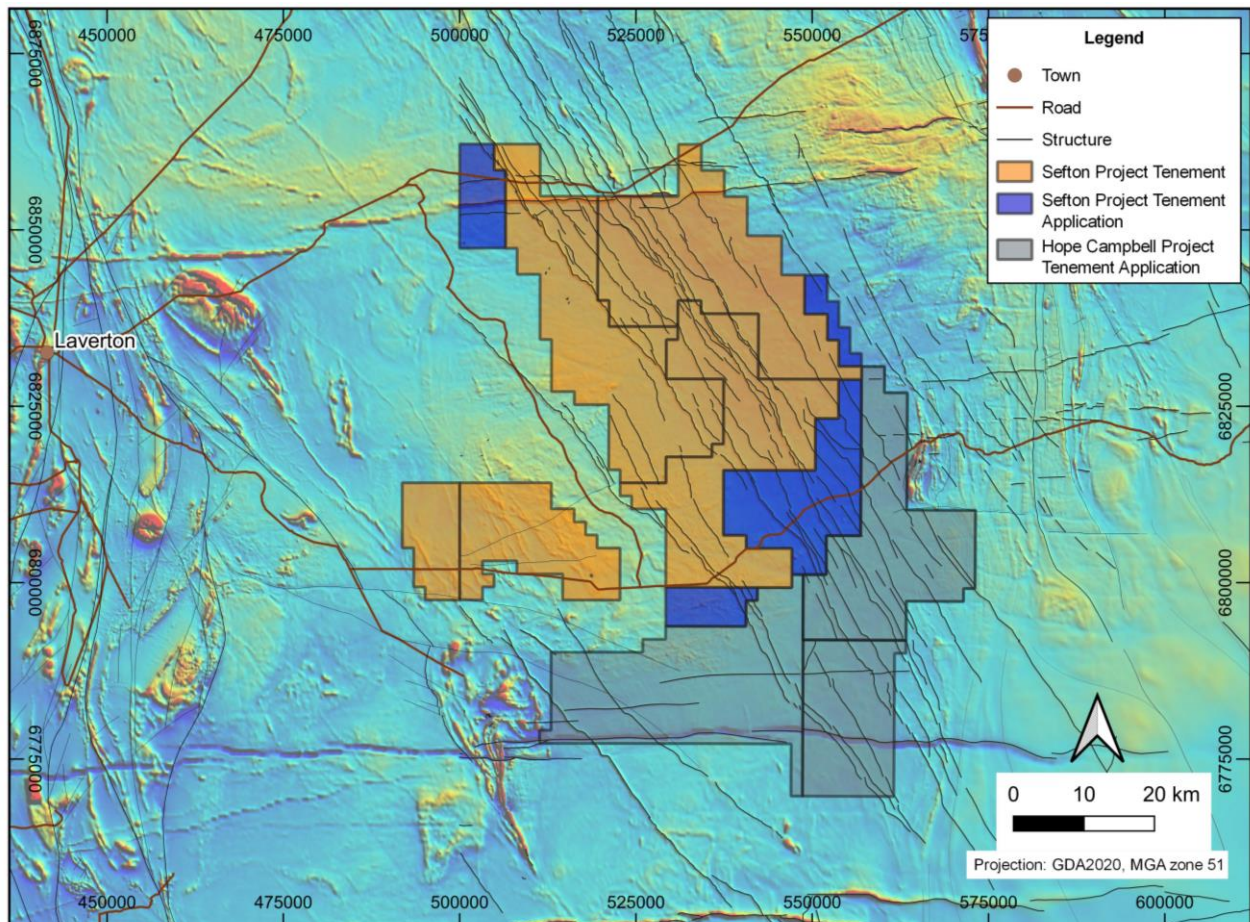 450000
475000
500000
525000
550000
575
6875000
6850000
6825000
6800000
6775000
Legend
Town
Road
Structure
Sefton Project Tenement
Sefton Project Tenement
Application
Hope Campbell Project
Tenement Application
Laverton
6825000
6800000
6775000
0 10 20 km
Projection: GDA2020, MGA zone 51
450000
475000
500000
525000
550000
575000
600000